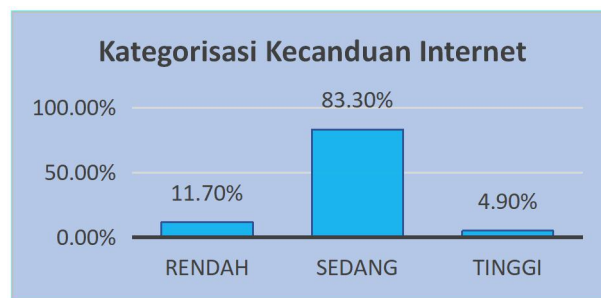 Kategorisasi Kecanduan Internet
100.00%
50.00%
0.00%
11.70%
83.30%
4.90%
RENDAH
SEDANG
TINGGI